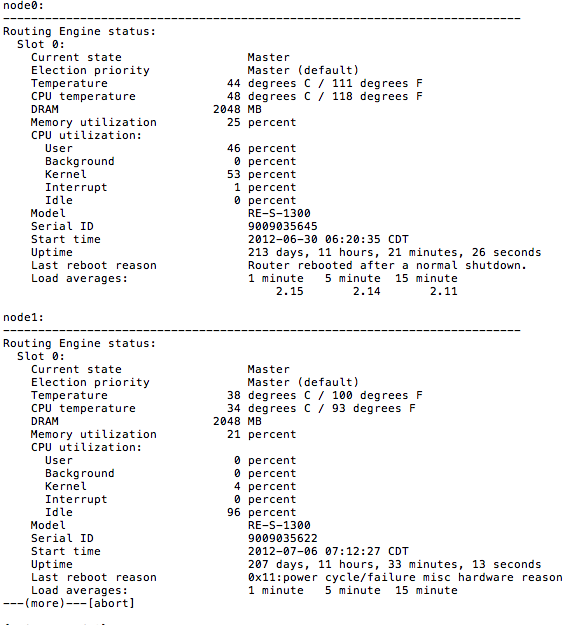 node0:
--------------------------------------------------------------------------
Routing Engine status:
  Slot 0:
    Current state                  Master
    Election priority              Master (default)
    Temperature                 44 degrees C / 111 degrees F
    CPU temperature             48 degrees C / 118 degrees F
    DRAM                      2048 MB
    Memory utilization          25 percent
    CPU utilization:
      User                      46 percent
      Background                 0 percent
      Kernel                    53 percent
      Interrupt                  1 percent
      Idle                       0 percent
    Model                          RE-S-1300
    Serial ID                      9009035645
    Start time                     2012-06-30 06:20:35 CDT
    Uptime                         213 days, 11 hours, 21 minutes, 26 seconds
    Last reboot reason             Router rebooted after a normal shutdown.
    Load averages:                 1 minute   5 minute  15 minute
                                       2.15       2.14       2.11
node1:
--------------------------------------------------------------------------
Routing Engine status:
  Slot 0:
    Current state                  Master
    Election priority              Master (default)
    Temperature                 38 degrees C / 100 degrees F
    CPU temperature             34 degrees C / 93 degrees F
    DRAM                      2048 MB
    Memory utilization          21 percent
    CPU utilization:
      User                       0 percent
      Background                 0 percent
      Kernel                     4 percent
      Interrupt                  0 percent
      Idle                      96 percent
    Model                          RE-S-1300
    Serial ID                      9009035622
    Start time                     2012-07-06 07:12:27 CDT
    Uptime                         207 days, 11 hours, 33 minutes, 13 seconds
    Last reboot reason             0x11:power cycle/failure misc hardware reason
    Load averages:                 1 minute   5 minute  15 minute
---(more)---[abort]